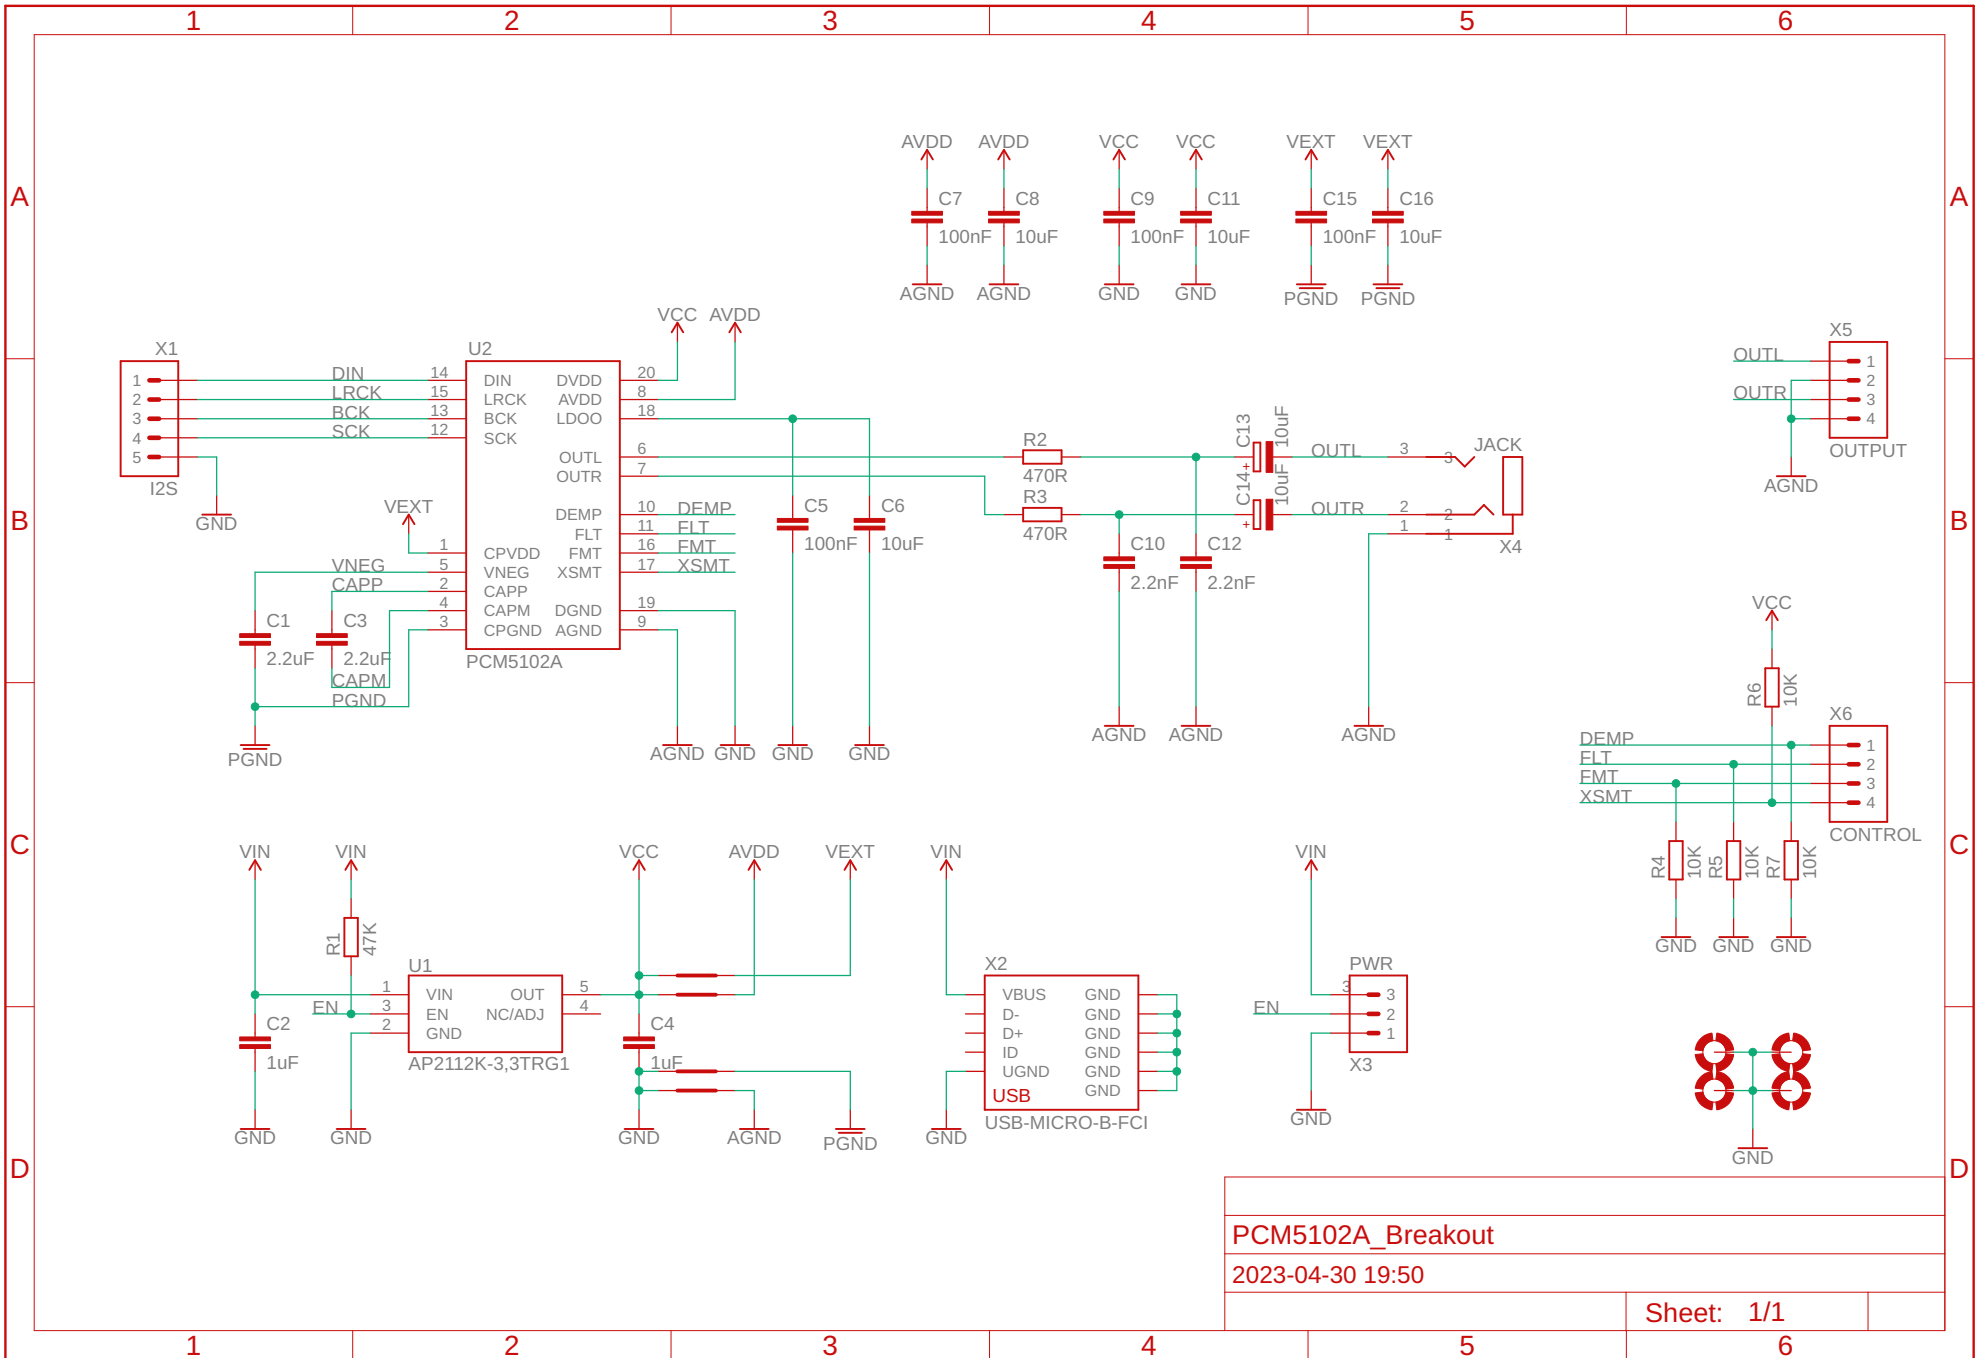 1 2 3 4 5 6
A A
B B
C C
D D
1 2 3 4 5 6
AVDD AVDD VCC VCC VEXT VEXT
C7 C8 C9 C11 C15 C16
100nF 10uF 100nF 10uF 100nF 10uF
AGND AGND GND GND PGND PGND
X1
1
2
3
4
5
I2S
GND
DIN
LRCK
BCK
SCK
VCC AVDD
U2
14 DIN DVDD 20
15 LRCK AVDD 8
13 BCK LDOO 18
12 SCK
OUTL 6
OUTR 7
DEMP 10 DEMP
FLT 11 FLT
1 CPVDD FMT 16 FMT
5 VNEG XSMT 17 XSMT
2 CAPP
4 CAPM DGND 19
3 CPGND AGND 9
PCM5102A
VEXT
VNEG
CAPP
C1 C3
2.2uF 2.2uF
CAPM
PGND
PGND
AGND GND GND GND
C5 C6
100nF 10uF
R2
470R
R3
470R
C10 C12
2.2nF 2.2nF
AGND AGND AGND
C13 10uF
+
C14 10uF
+
OUTL
OUTR
3 3
2 2
1 1
JACK
X4
X5
OUTL 1
2
OUTR 3
4
OUTPUT
AGND
VCC
R6 10K
X6
DEMP 1
FLT 2
FMT 3
XSMT 4
CONTROL
R4 10K R5 10K R7 10K
GND GND GND
VIN VIN VCC AVDD VEXT VIN VIN
R1 47K
EN
U1
1 VIN OUT 5
3 EN NC/ADJ 4
2 GND
AP2112K-3,3TRG1
C2
1uF
C4
1uF
GND GND GND AGND PGND GND GND
X2
VBUS GND
D- GND
D+ GND
ID GND
UGND GND
USB GND
USB-MICRO-B-FCI
PWR
3 3
EN 2
1
X3
GND
PCM5102A_Breakout
2023-04-30 19:50
Sheet: 1/1